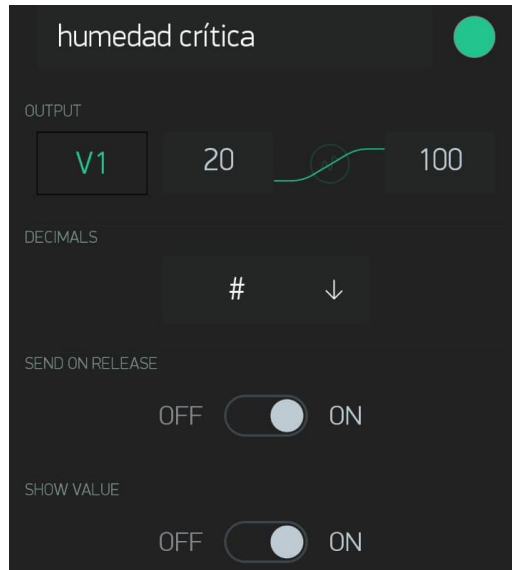 humedad crítica
OUTPUT
V1 20 100
DECIMALS
# ↓
SEND ON RELEASE
OFF ON
SHOW VALUE
OFF ON